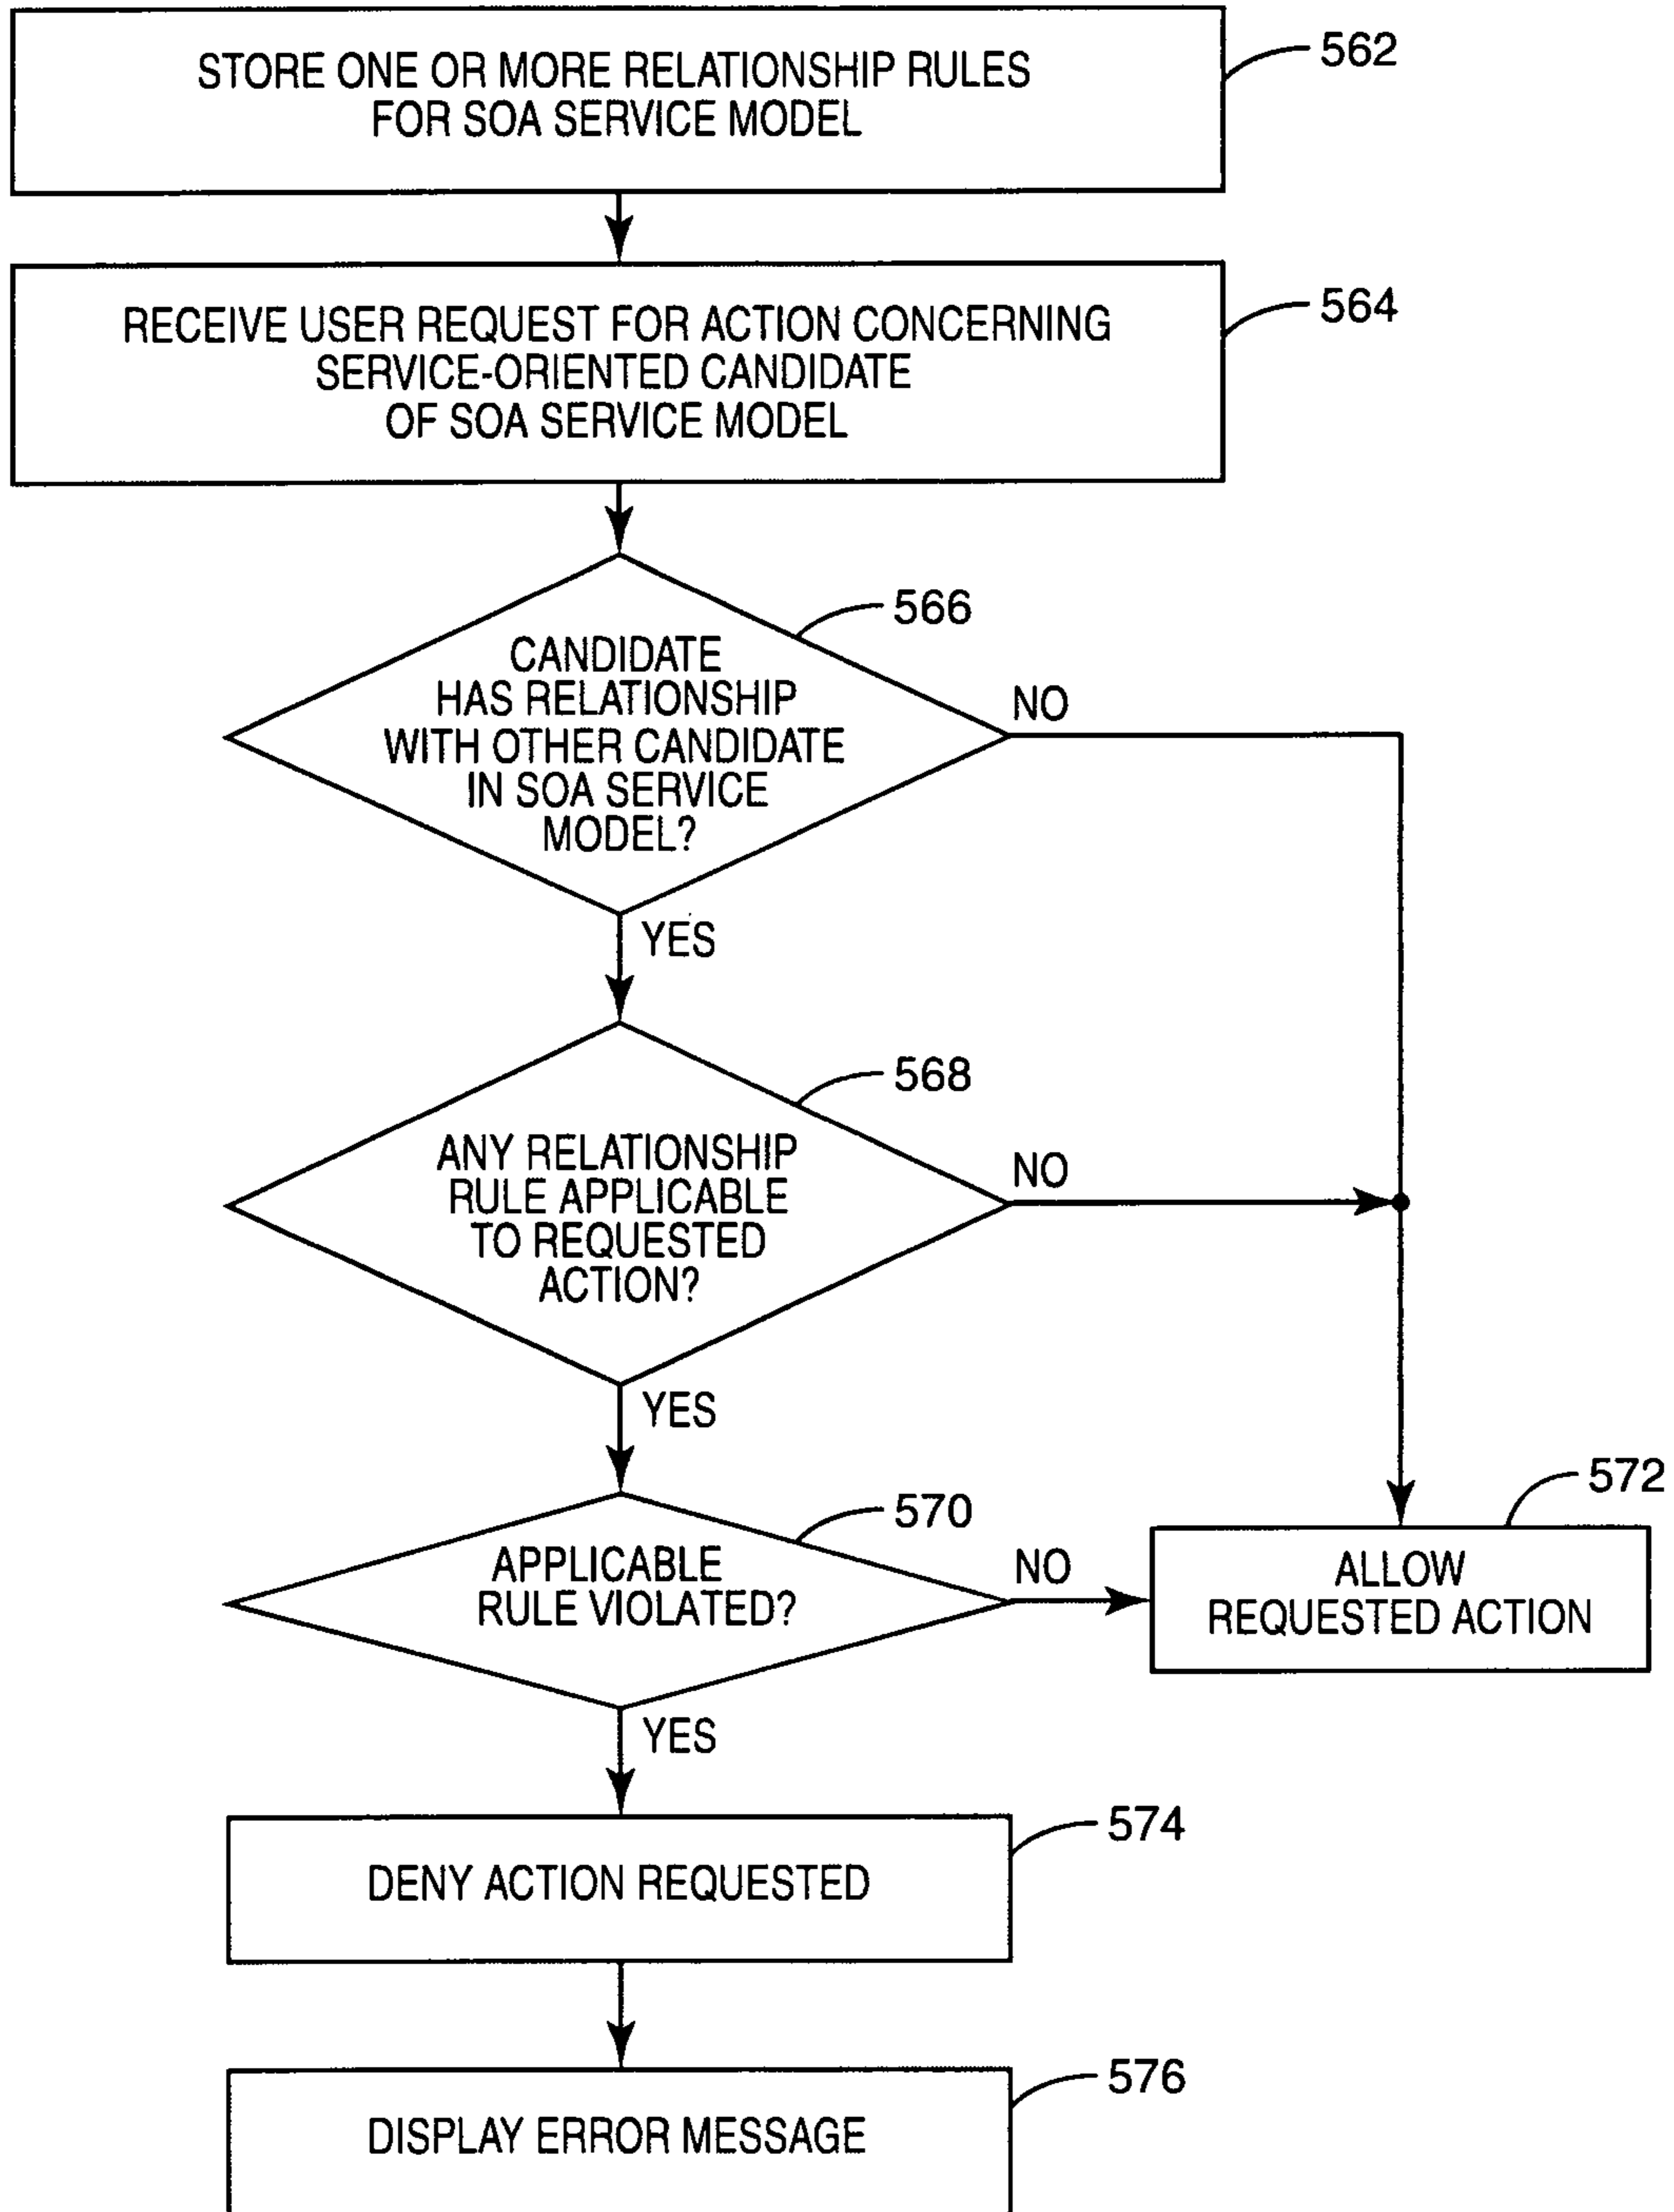 STORE ONE OR MORE RELATIONSHIP RULES
FOR SOA SERVICE MODEL
562
RECEIVE USER REQUEST FOR ACTION CONCERNING
SERVICE-ORIENTED CANDIDATE
OF SOA SERVICE MODEL
564
566
CANDIDATE
HAS RELATIONSHIP
WITH OTHER CANDIDATE
IN SOA SERVICE
MODEL?
NO
YES
568
ANY RELATIONSHIP
RULE APPLICABLE
TO REQUESTED
ACTION?
NO
YES
570
APPLICABLE
RULE VIOLATED?
NO
572
ALLOW
REQUESTED ACTION
YES
574
DENY ACTION REQUESTED
576
DISPLAY ERROR MESSAGE